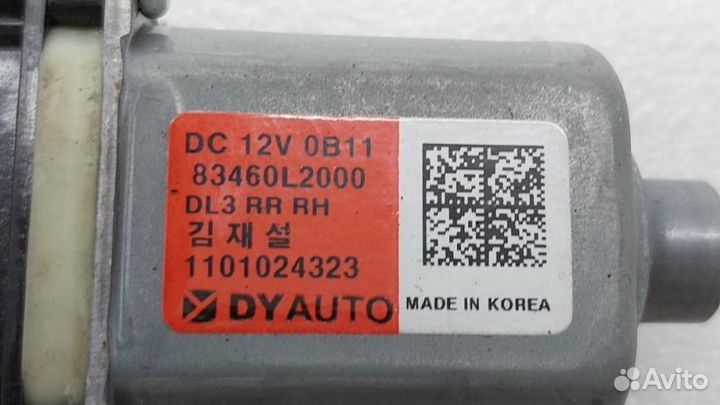 DC 12V 0B11
83460L2000
DL3 RR RH
김재설
1101024323
DYAUTO
MADE IN KOREA
Avito